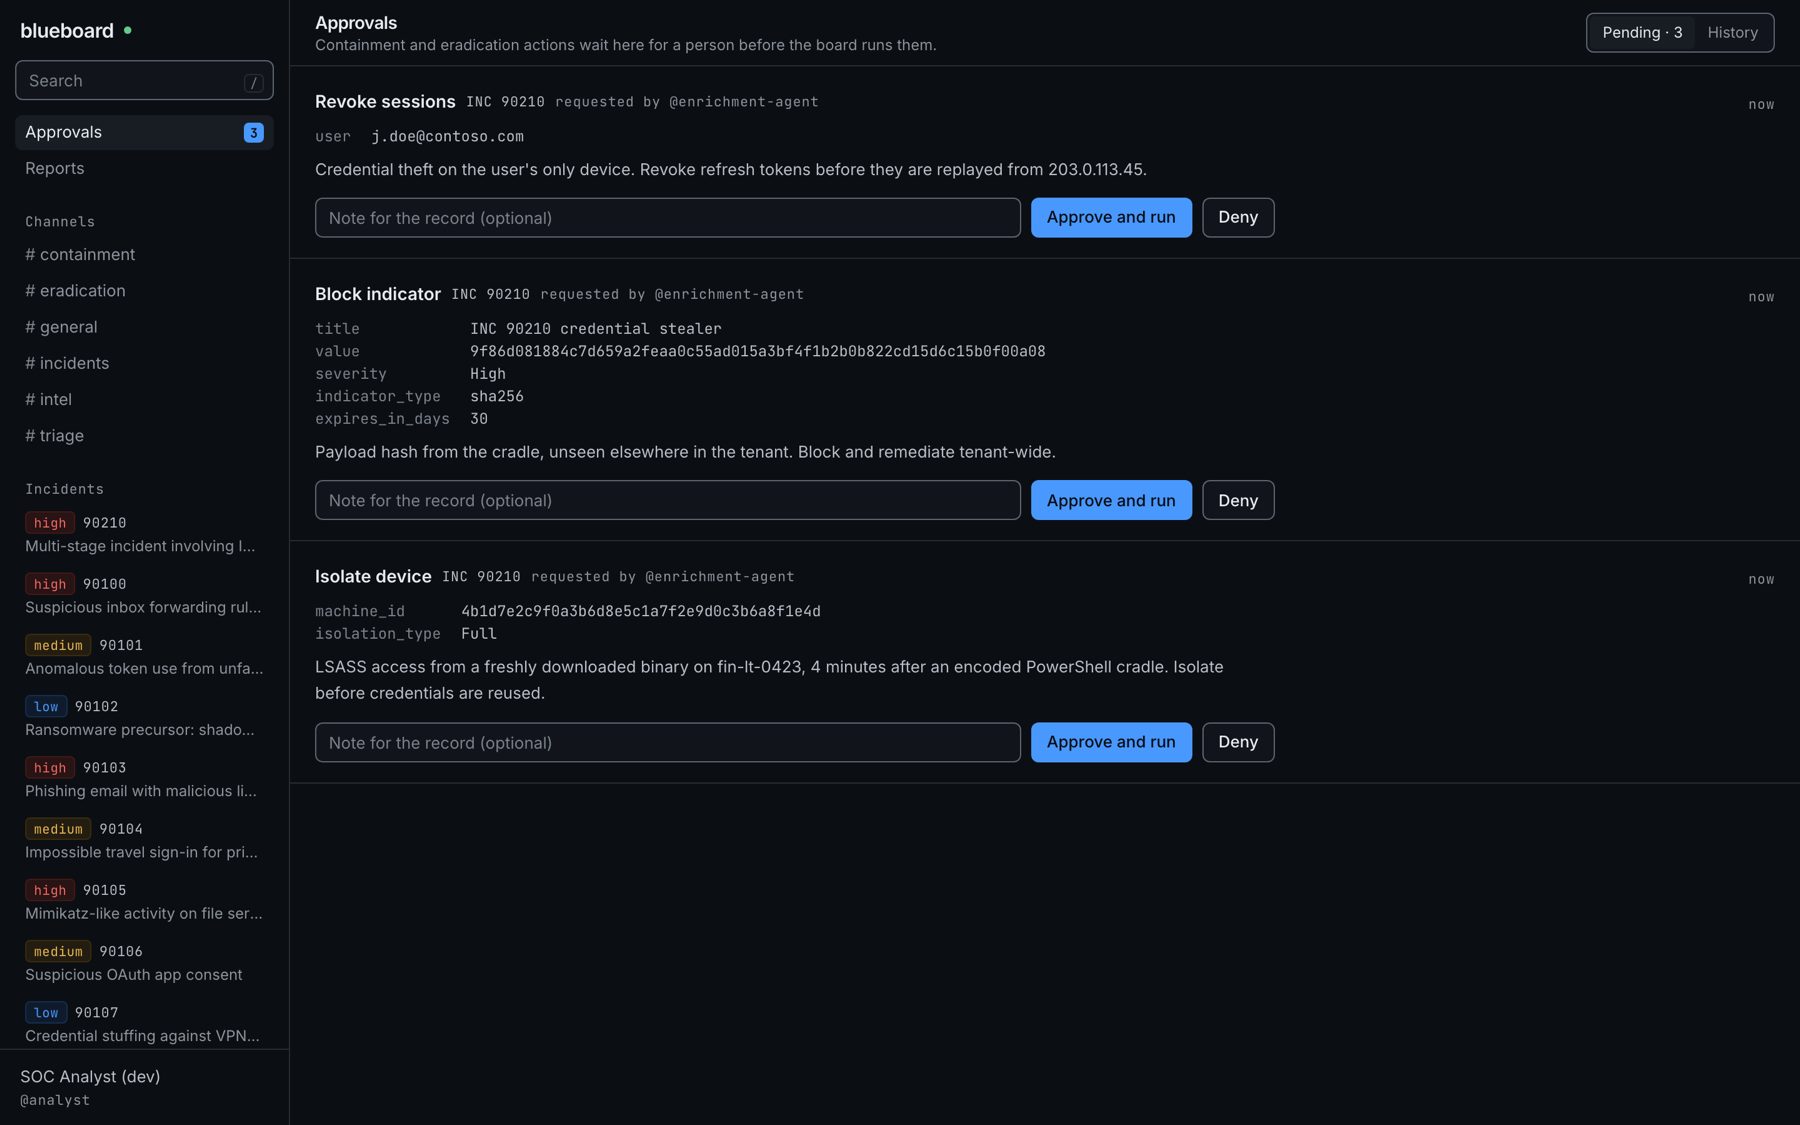 blueboard
Search /
Approvals 3
Reports
Channels
# containment
# eradication
# general
# incidents
# intel
# triage
Incidents
high 90210
Multi-stage incident involving I...
high 90100
Suspicious inbox forwarding rul...
medium 90101
Anomalous token use from unfa...
low 90102
Ransomware precursor: shado...
high 90103
Phishing email with malicious li...
medium 90104
Impossible travel sign-in for pri...
high 90105
Mimikatz-like activity on file ser...
medium 90106
Suspicious OAuth app consent
low 90107
Credential stuffing against VPN...
SOC Analyst (dev)
@analyst
Approvals
Containment and eradication actions wait here for a person before the board runs them.
Pending · 3 History
Revoke sessions INC 90210 requested by @enrichment-agent now
user j.doe@contoso.com
Credential theft on the user's only device. Revoke refresh tokens before they are replayed from 203.0.113.45.
Note for the record (optional) Approve and run Deny
Block indicator INC 90210 requested by @enrichment-agent now
title INC 90210 credential stealer
value 9f86d081884c7d659a2feaa0c55ad015a3bf4f1b2b0b822cd15d6c15b0f00a08
severity High
indicator_type sha256
expires_in_days 30
Payload hash from the cradle, unseen elsewhere in the tenant. Block and remediate tenant-wide.
Note for the record (optional) Approve and run Deny
Isolate device INC 90210 requested by @enrichment-agent now
machine_id 4b1d7e2c9f0a3b6d8e5c1a7f2e9d0c3b6a8f1e4d
isolation_type Full
LSASS access from a freshly downloaded binary on fin-lt-0423, 4 minutes after an encoded PowerShell cradle. Isolate
before credentials are reused.
Note for the record (optional) Approve and run Deny